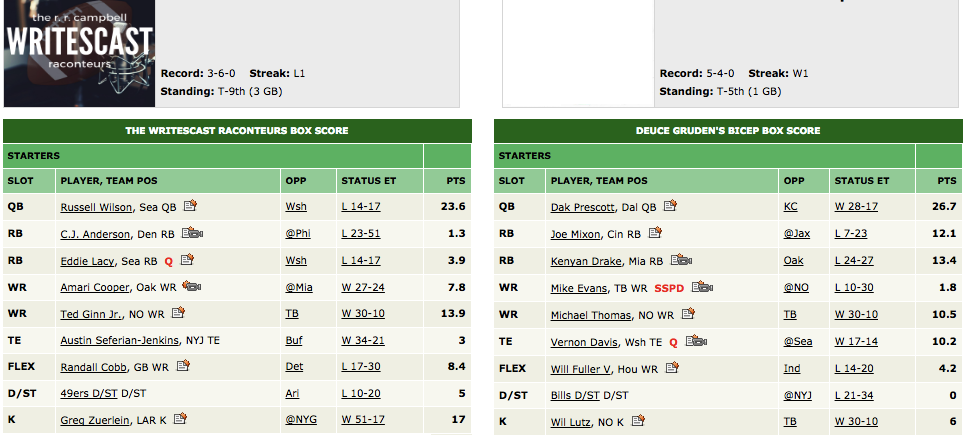 the r. r. campbell
WRITESCAST
raconteurs
Record: 3-6-0 Streak: L1
Standing: T-9th (3 GB)
Record: 5-4-0 Streak: W1
Standing: T-5th (1 GB)
THE WRITESCAST RACONTEURS BOX SCORE
STARTERS
SLOT PLAYER, TEAM POS OPP STATUS ET PTS
QB Russell Wilson, Sea QB Wsh L 14-17 23.6
RB C.J. Anderson, Den RB @Phi L 23-51 1.3
RB Eddie Lacy, Sea RB Q Wsh L 14-17 3.9
WR Amari Cooper, Oak WR @Mia W 27-24 7.8
WR Ted Ginn Jr., NO WR TB W 30-10 13.9
TE Austin Seferian-Jenkins, NYJ TE Buf W 34-21 3
FLEX Randall Cobb, GB WR Det L 17-30 8.4
D/ST 49ers D/ST D/ST Ari L 10-20 5
K Greg Zuerlein, LAR K @NYG W 51-17 17
DEUCE GRUDEN'S BICEP BOX SCORE
STARTERS
SLOT PLAYER, TEAM POS OPP STATUS ET PTS
QB Dak Prescott, Dal QB KC W 28-17 26.7
RB Joe Mixon, Cin RB @Jax L 7-23 12.1
RB Kenyan Drake, Mia RB Oak L 24-27 13.4
WR Mike Evans, TB WR SSPD @NO L 10-30 1.8
WR Michael Thomas, NO WR TB W 30-10 10.5
TE Vernon Davis, Wsh TE Q @Sea W 17-14 10.2
FLEX Will Fuller V, Hou WR Ind L 14-20 4.2
D/ST Bills D/ST D/ST @NYJ L 21-34 0
K Wil Lutz, NO K TB W 30-10 6